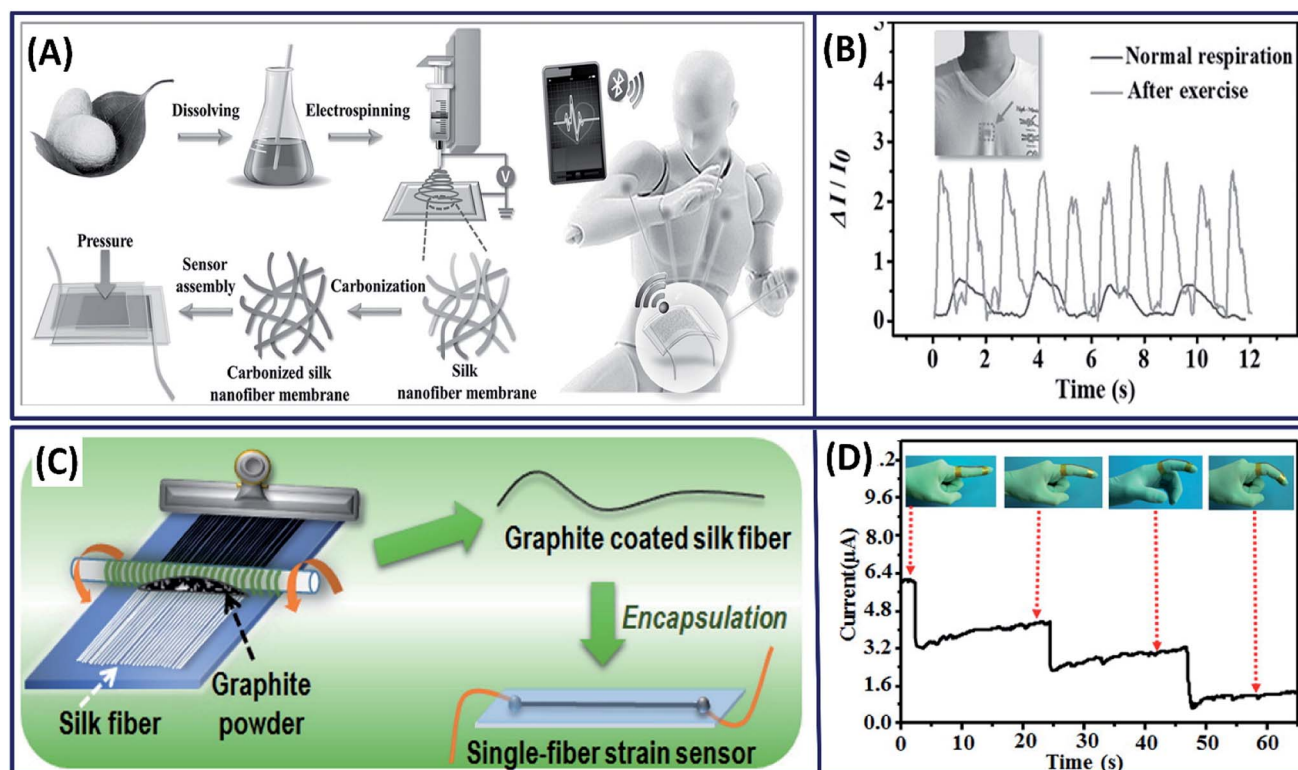 (A)
Dissolving
Electrospinning
V
Pressure
Sensor
assembly
Carbonization
Carbonized silk
nanofiber membrane
Silk
nanofiber membrane
(B)
Normal respiration
After exercise
ΔI / I0
5
4
3
2
1
0
0 2 4 6 8 10 12
Time (s)
(C)
Graphite coated silk fiber
Encapsulation
Graphite
powder
Silk fiber
Single-fiber strain sensor
(D)
.2
9.6
8.0
6.4
4.8
3.2
1.6
0.0
Current(μA)
0 10 20 30 40 50 60
Time (s)